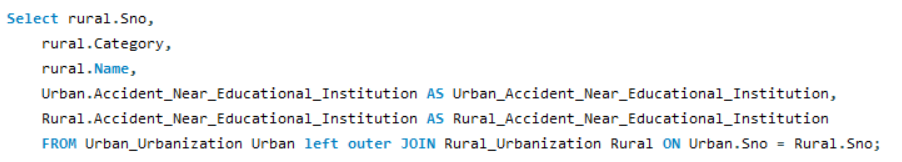 Select rural.Sno,
rural.Category,
rural.Name,
Urban.Accident_Near_Educational_Institution AS Urban_Accident_Near_Educational_Institution,
Rural.Accident_Near_Educational_Institution AS Rural_Accident_Near_Educational_Institution
FROM Urban_Urbanization Urban left outer JOIN Rural_Urbanization Rural ON Urban.Sno = Rural.Sno;